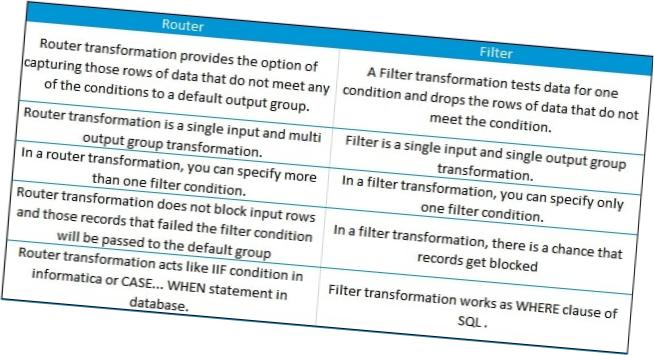 Router
Filter
Router transformation provides the option of
capturing those rows of data that do not meet any
of the conditions to a default output group.
A Filter transformation tests data for one
condition and drops the rows of data that do not
meet the condition.
Router transformation is a single input and multi
output group transformation.
Filter is a single input and single output group
transformation.
In a router transformation, you can specify more
than one filter condition.
In a filter transformation, you can specify only
one filter condition.
Router transformation does not block input rows
and those records that failed the filter condition
will be passed to the default group
In a filter transformation, there is a chance that
records get blocked
Router transformation acts like IIF condition in
informatica or CASE... WHEN statement in
database.
Filter transformation works as WHERE clause of
SQL .